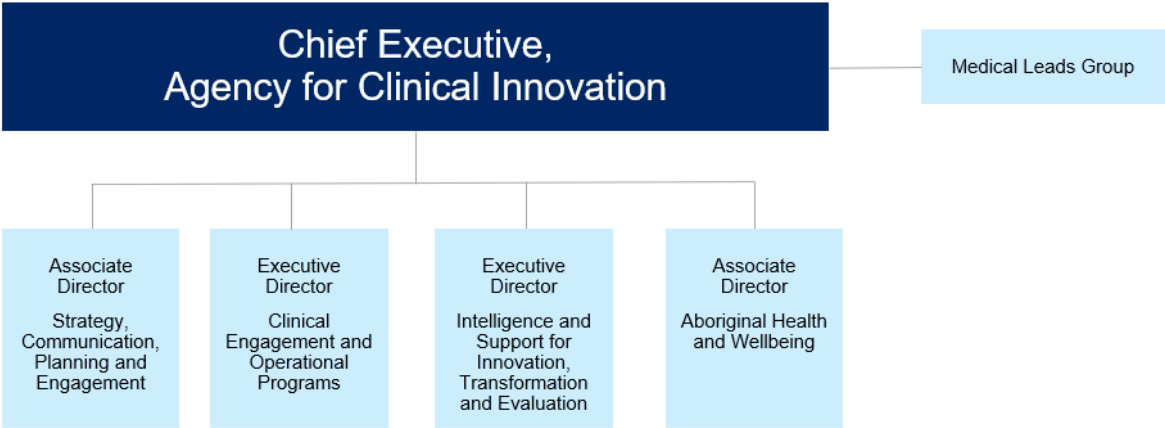 Chief Executive,
Agency for Clinical Innovation
Medical Leads Group
Associate
Director
Strategy,
Communication,
Planning and
Engagement
Executive
Director
Clinical
Engagement and
Operational
Programs
Executive
Director
Intelligence and
Support for
Innovation,
Transformation
and Evaluation
Associate
Director
Aboriginal Health
and Wellbeing